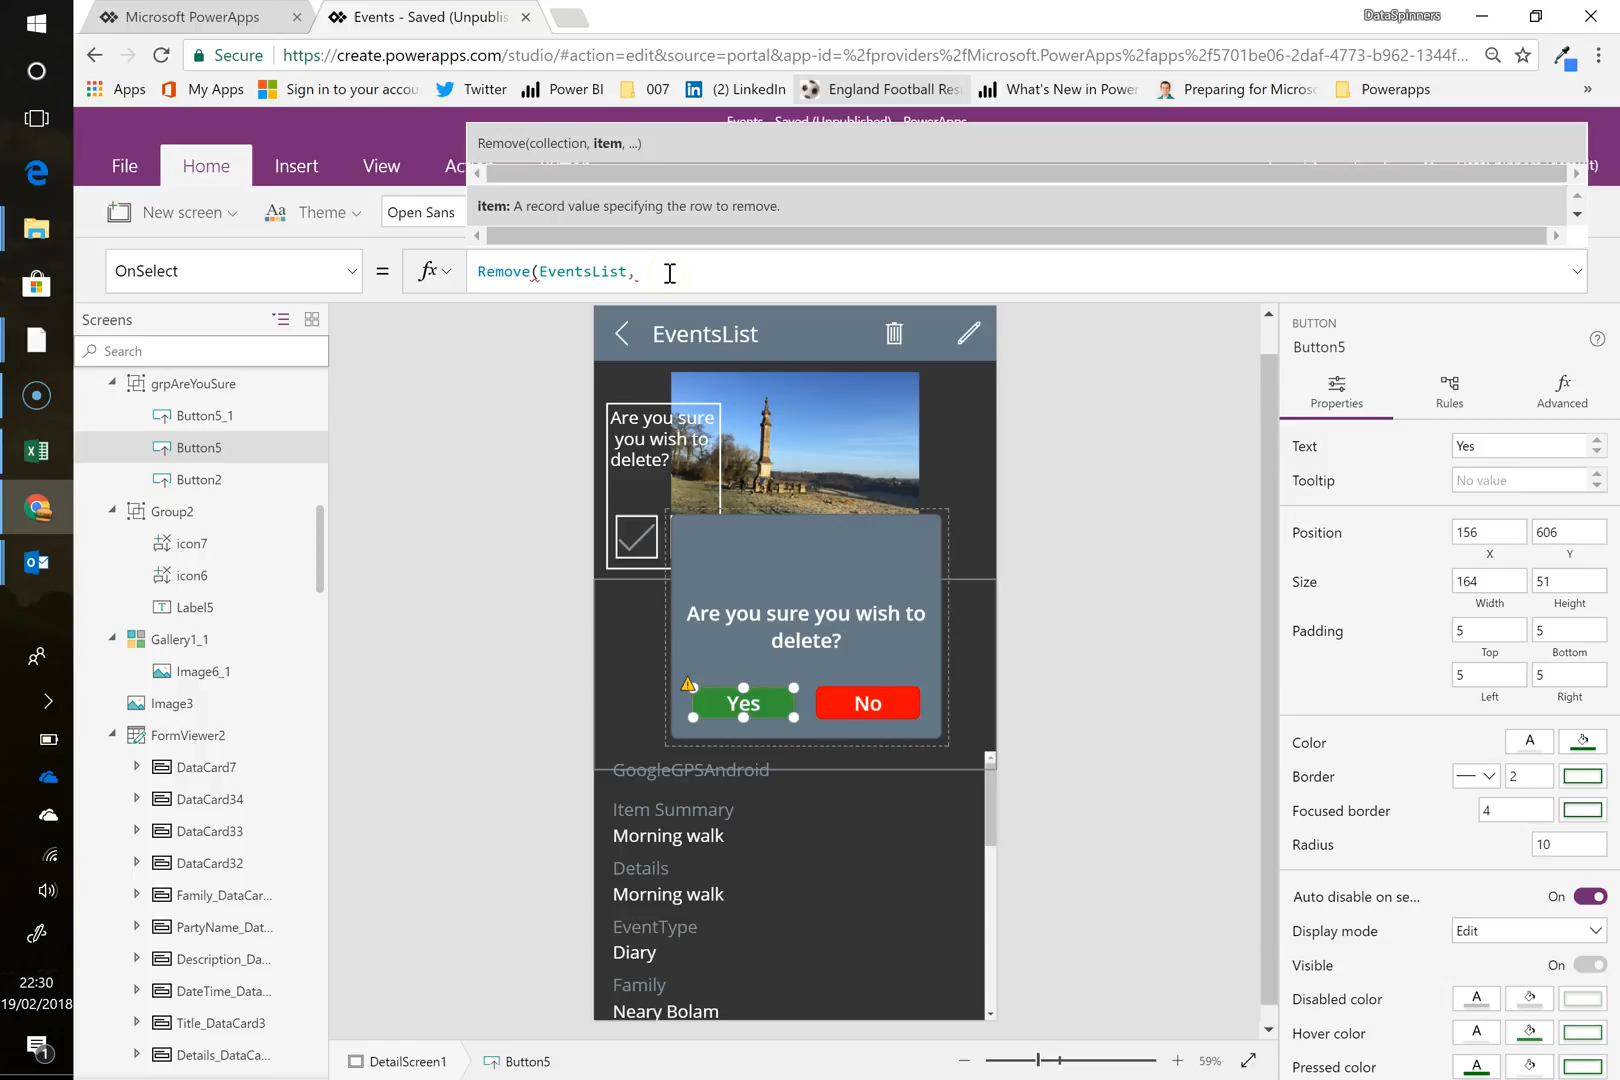 Microsoft PowerApps
Events - Saved (Unpublis
DataSpinners
Secure
https://create.powerapps.com/studio/#action=edit&source=portal&app-id=%2fproviders%2fMicrosoft.PowerApps%2fapps%2f5701be06-2daf-4773-b962-1344f...
Apps
My Apps
Sign in to your accou
Twitter
Power BI
007
(2) LinkedIn
England Football Res
What's New in Power
Preparing for Micros
Powerapps
»
Events - Saved (Unpublished) - PowerApps
File
Home
Insert
View
Remove(collection, item, ...)
New screen
Theme
Open Sans
item: A record value specifying the row to remove.
OnSelect
=
fx
Remove(EventsList,
Screens
Search
grpAreYouSure
Button5_1
Button5
Button2
Group2
icon7
icon6
Label5
Gallery1_1
Image6_1
Image3
FormViewer2
DataCard7
DataCard34
DataCard33
DataCard32
Family_DataCar...
PartyName_Dat...
Description_Da...
DateTime_Data...
Title_DataCard3
Details_DataCa...
EventsList
Are you sure
you wish to
delete?
Are you sure you wish to
delete?
Yes
No
GoogleGPSAndroid
Item Summary
Morning walk
Details
Morning walk
EventType
Diary
Family
Neary Bolam
DetailScreen1
Button5
59%
BUTTON
Button5
Properties
Rules
Advanced
Text
Yes
Tooltip
No value
Position
156
606
X
Y
Size
164
51
Width
Height
Padding
5
5
Top
Bottom
5
5
Left
Right
Color
A
Border
2
Focused border
4
Radius
10
Auto disable on se...
On
Display mode
Edit
Visible
On
Disabled color
A
Hover color
A
Pressed color
A
22:30
19/02/2018
1